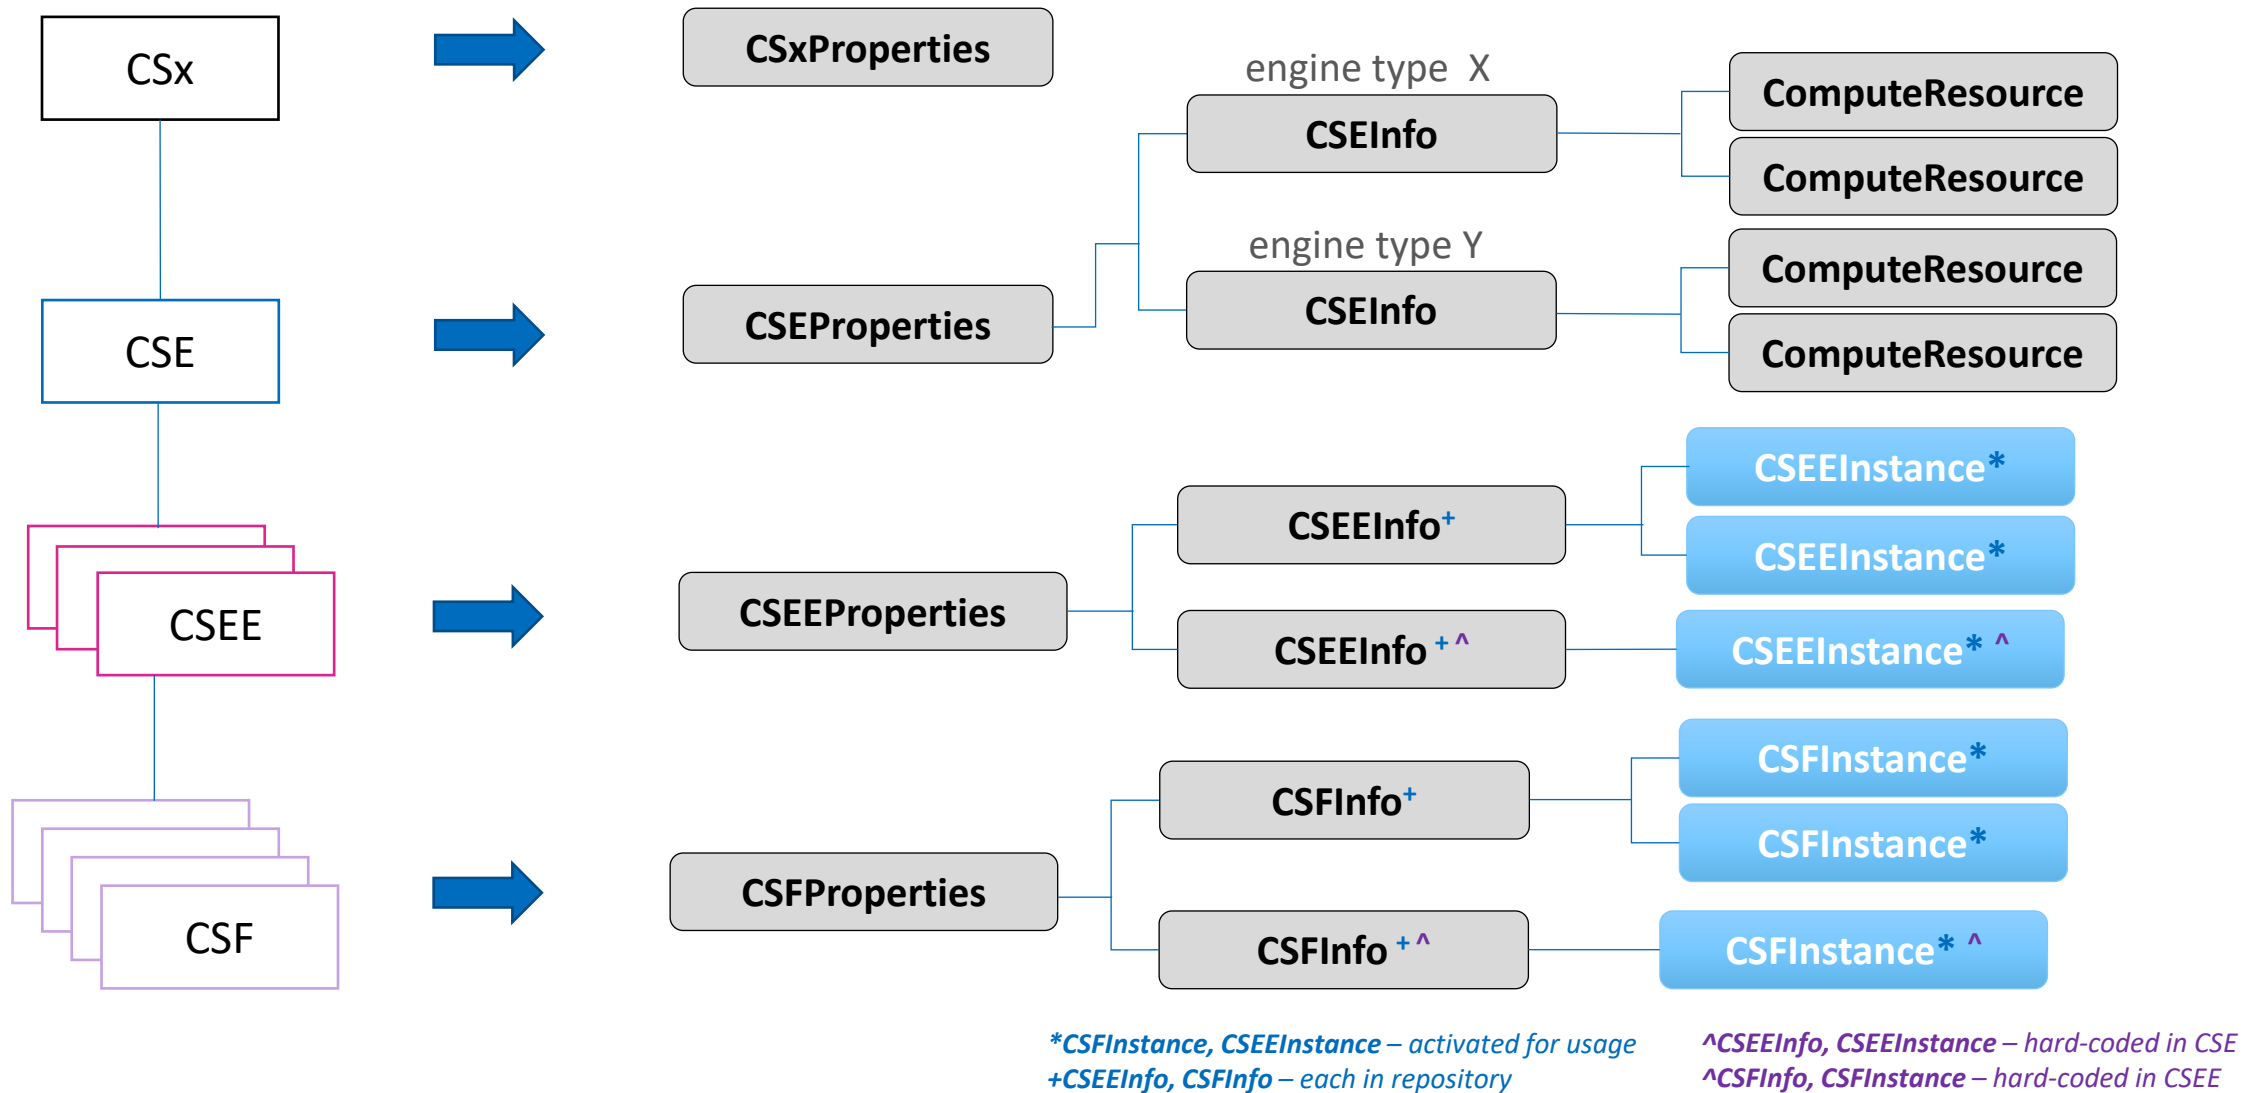 CSx
CSxProperties
engine type X
CSEInfo
ComputeResource
ComputeResource
CSE
CSEProperties
engine type Y
CSEInfo
ComputeResource
ComputeResource
CSEE
CSEEProperties
CSEEInfo+
CSEEInstance*
CSEEInstance*
CSEEInfo + ^
CSEEInstance* ^
CSF
CSFProperties
CSFInfo+
CSFInstance*
CSFInstance*
CSFInfo + ^
CSFInstance* ^
*CSFInstance, CSEEInstance – activated for usage
+CSEEInfo, CSFInfo – each in repository
^CSEEInfo, CSEEInstance – hard-coded in CSE
^CSFInfo, CSFInstance – hard-coded in CSEE